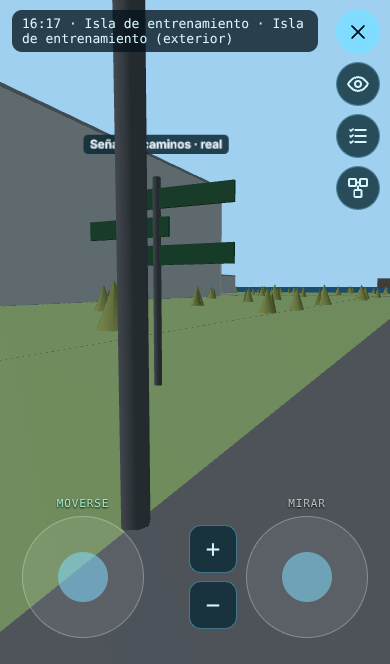 16:17 · Isla de entrenamiento · Isla
de entrenamiento (exterior)
caminos · real
MOVERSE
MIRAR
+
−